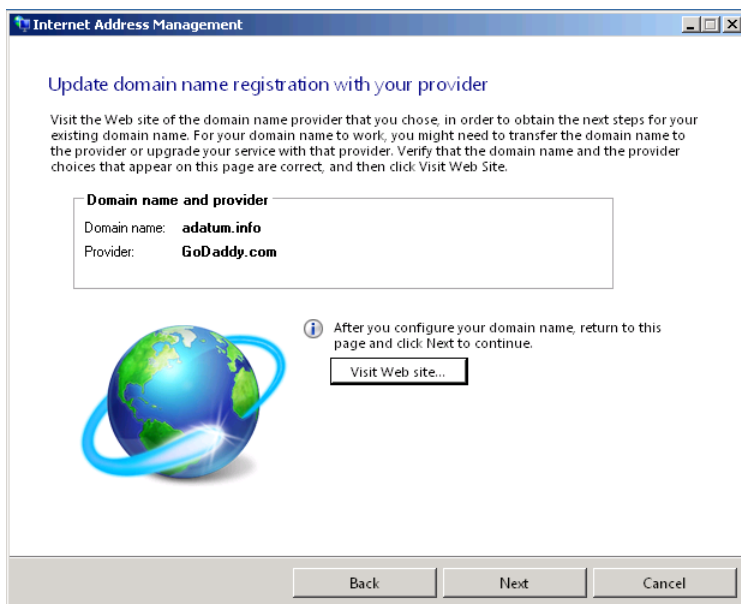 Internet Address Management
Update domain name registration with your provider
Visit the Web site of the domain name provider that you chose, in order to obtain the next steps for your
existing domain name. For your domain name to work, you might need to transfer the domain name to
the provider or upgrade your service with that provider. Verify that the domain name and the provider
choices that appear on this page are correct, and then click Visit Web Site.
Domain name and provider
Domain name: adatum.info
Provider: GoDaddy.com
After you configure your domain name, return to this
page and click Next to continue.
Visit Web site...
Back Next Cancel